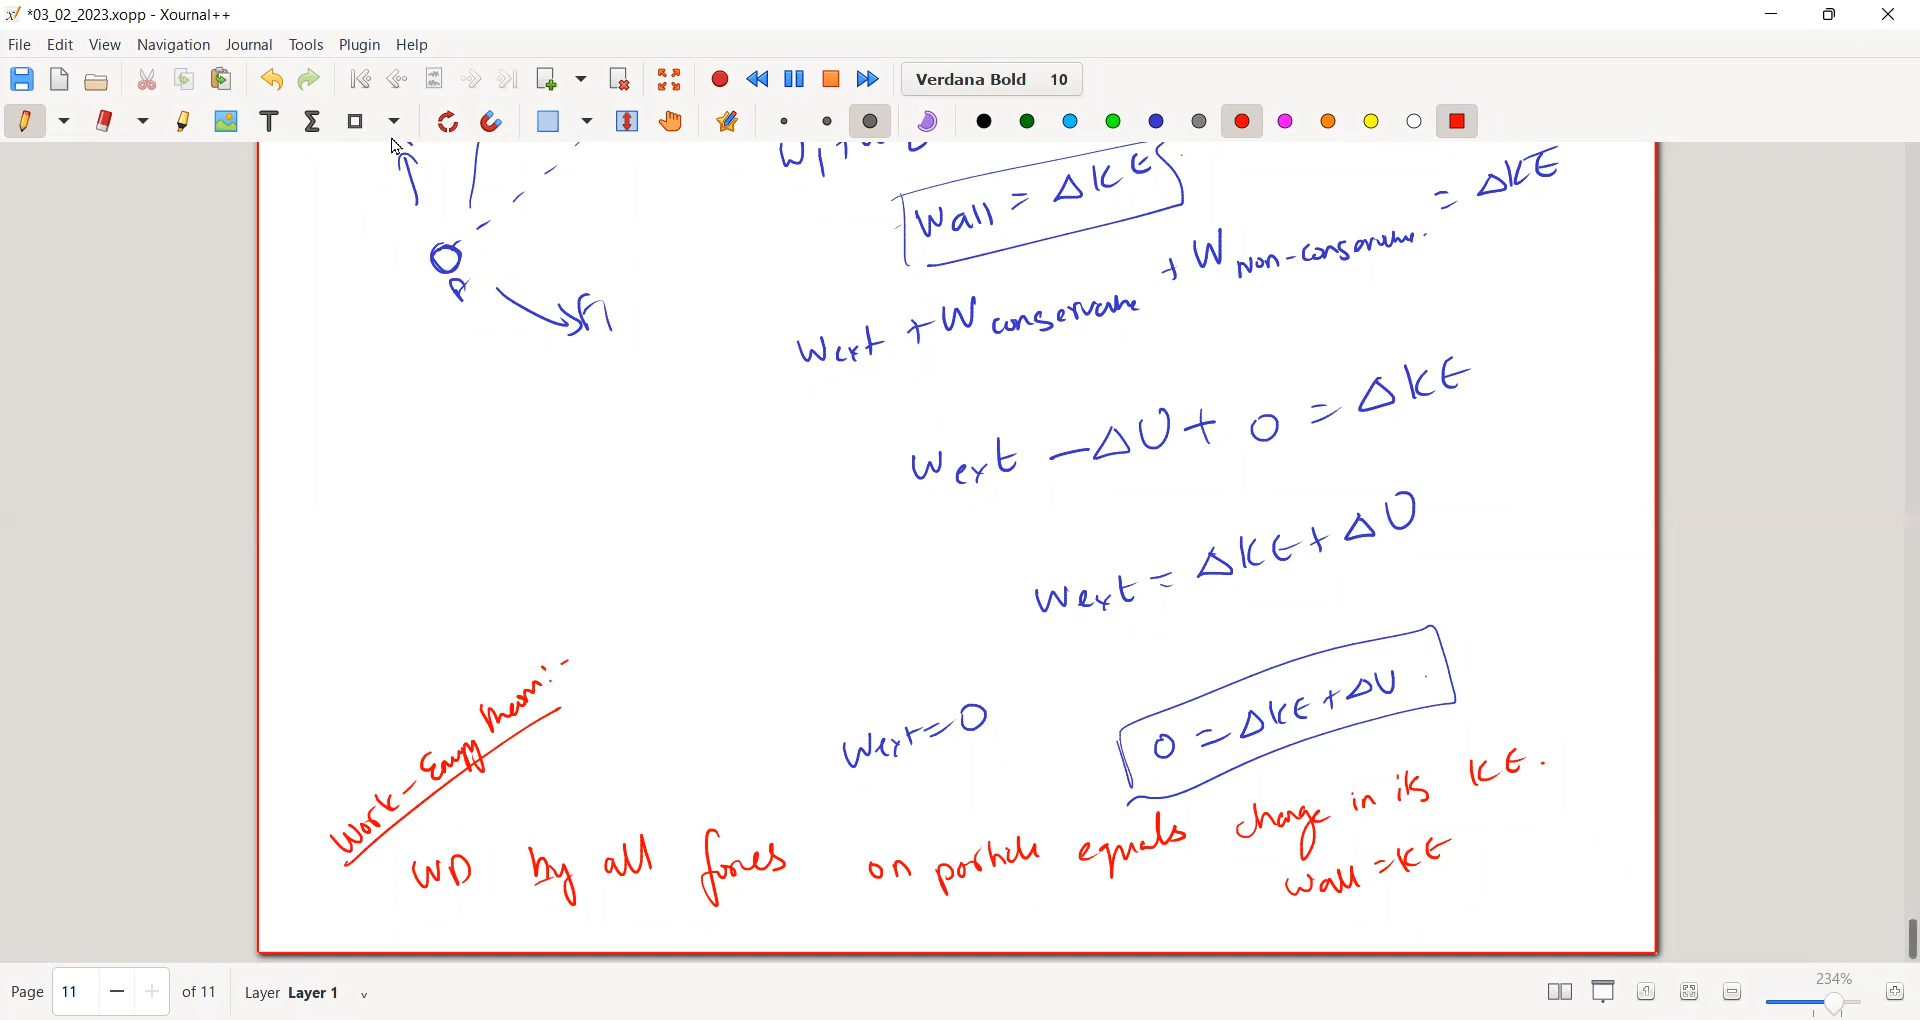 *03_02_2023.xopp - Xournal++
File Edit View Navigation Journal Tools Plugin Help
Verdana Bold 10
Wall = ΔKE
= ΔKE
Wext + W conservative + W Non-conservative.
P
Wext - ΔU + 0 = ΔKE
Wext = ΔKE + ΔU
Wext = 0
0 = ΔKE + ΔU
Work-Energy Theorem:-
WD by all forces on particle equals change in its KE.
Wall = KE
Page 11 of 11 Layer Layer 1
234%